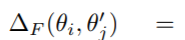 Δ_F(θ_i, θ'_j) =